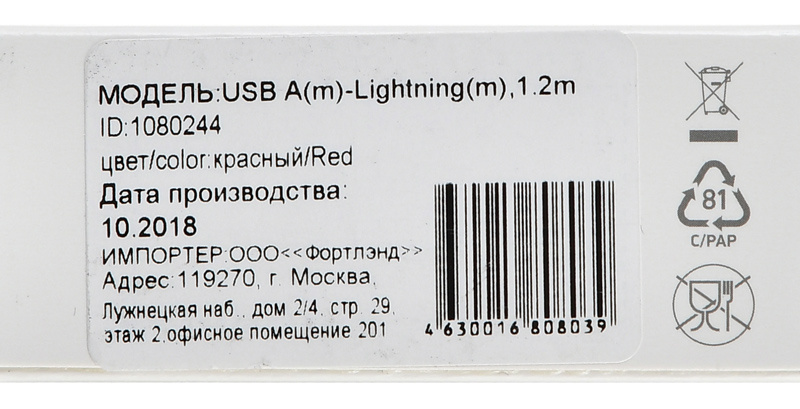 МОДЕЛЬ:USB A(m)-Lightning(m),1.2m
ID:1080244
цвет/color:красный/Red
Дата производства:
10.2018
ИМПОРТЕР:ООО<<Фортлэнд>>
Адрес:119270, г. Москва,
Лужнецкая наб., дом 2/4, стр. 29,
этаж 2,офисное помещение 201
4 630016 808039
81
C/PAP